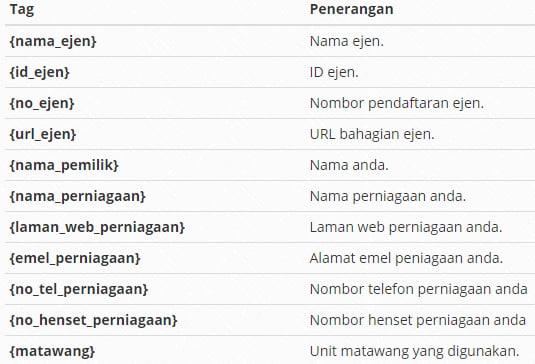 Tag Penerangan
{nama_ejen} Nama ejen.
{id_ejen} ID ejen.
{no_ejen} Nombor pendaftaran ejen.
{url_ejen} URL bahagian ejen.
{nama_pemilik} Nama anda.
{nama_perniagaan} Nama perniagaan anda.
{laman_web_perniagaan} Laman web perniagaan anda.
{emel_perniagaan} Alamat emel peniagaan anda.
{no_tel_perniagaan} Nombor telefon perniagaan anda
{no_henset_perniagaan} Nombor henset perniagaan anda
{matawang} Unit matawang yang digunakan.